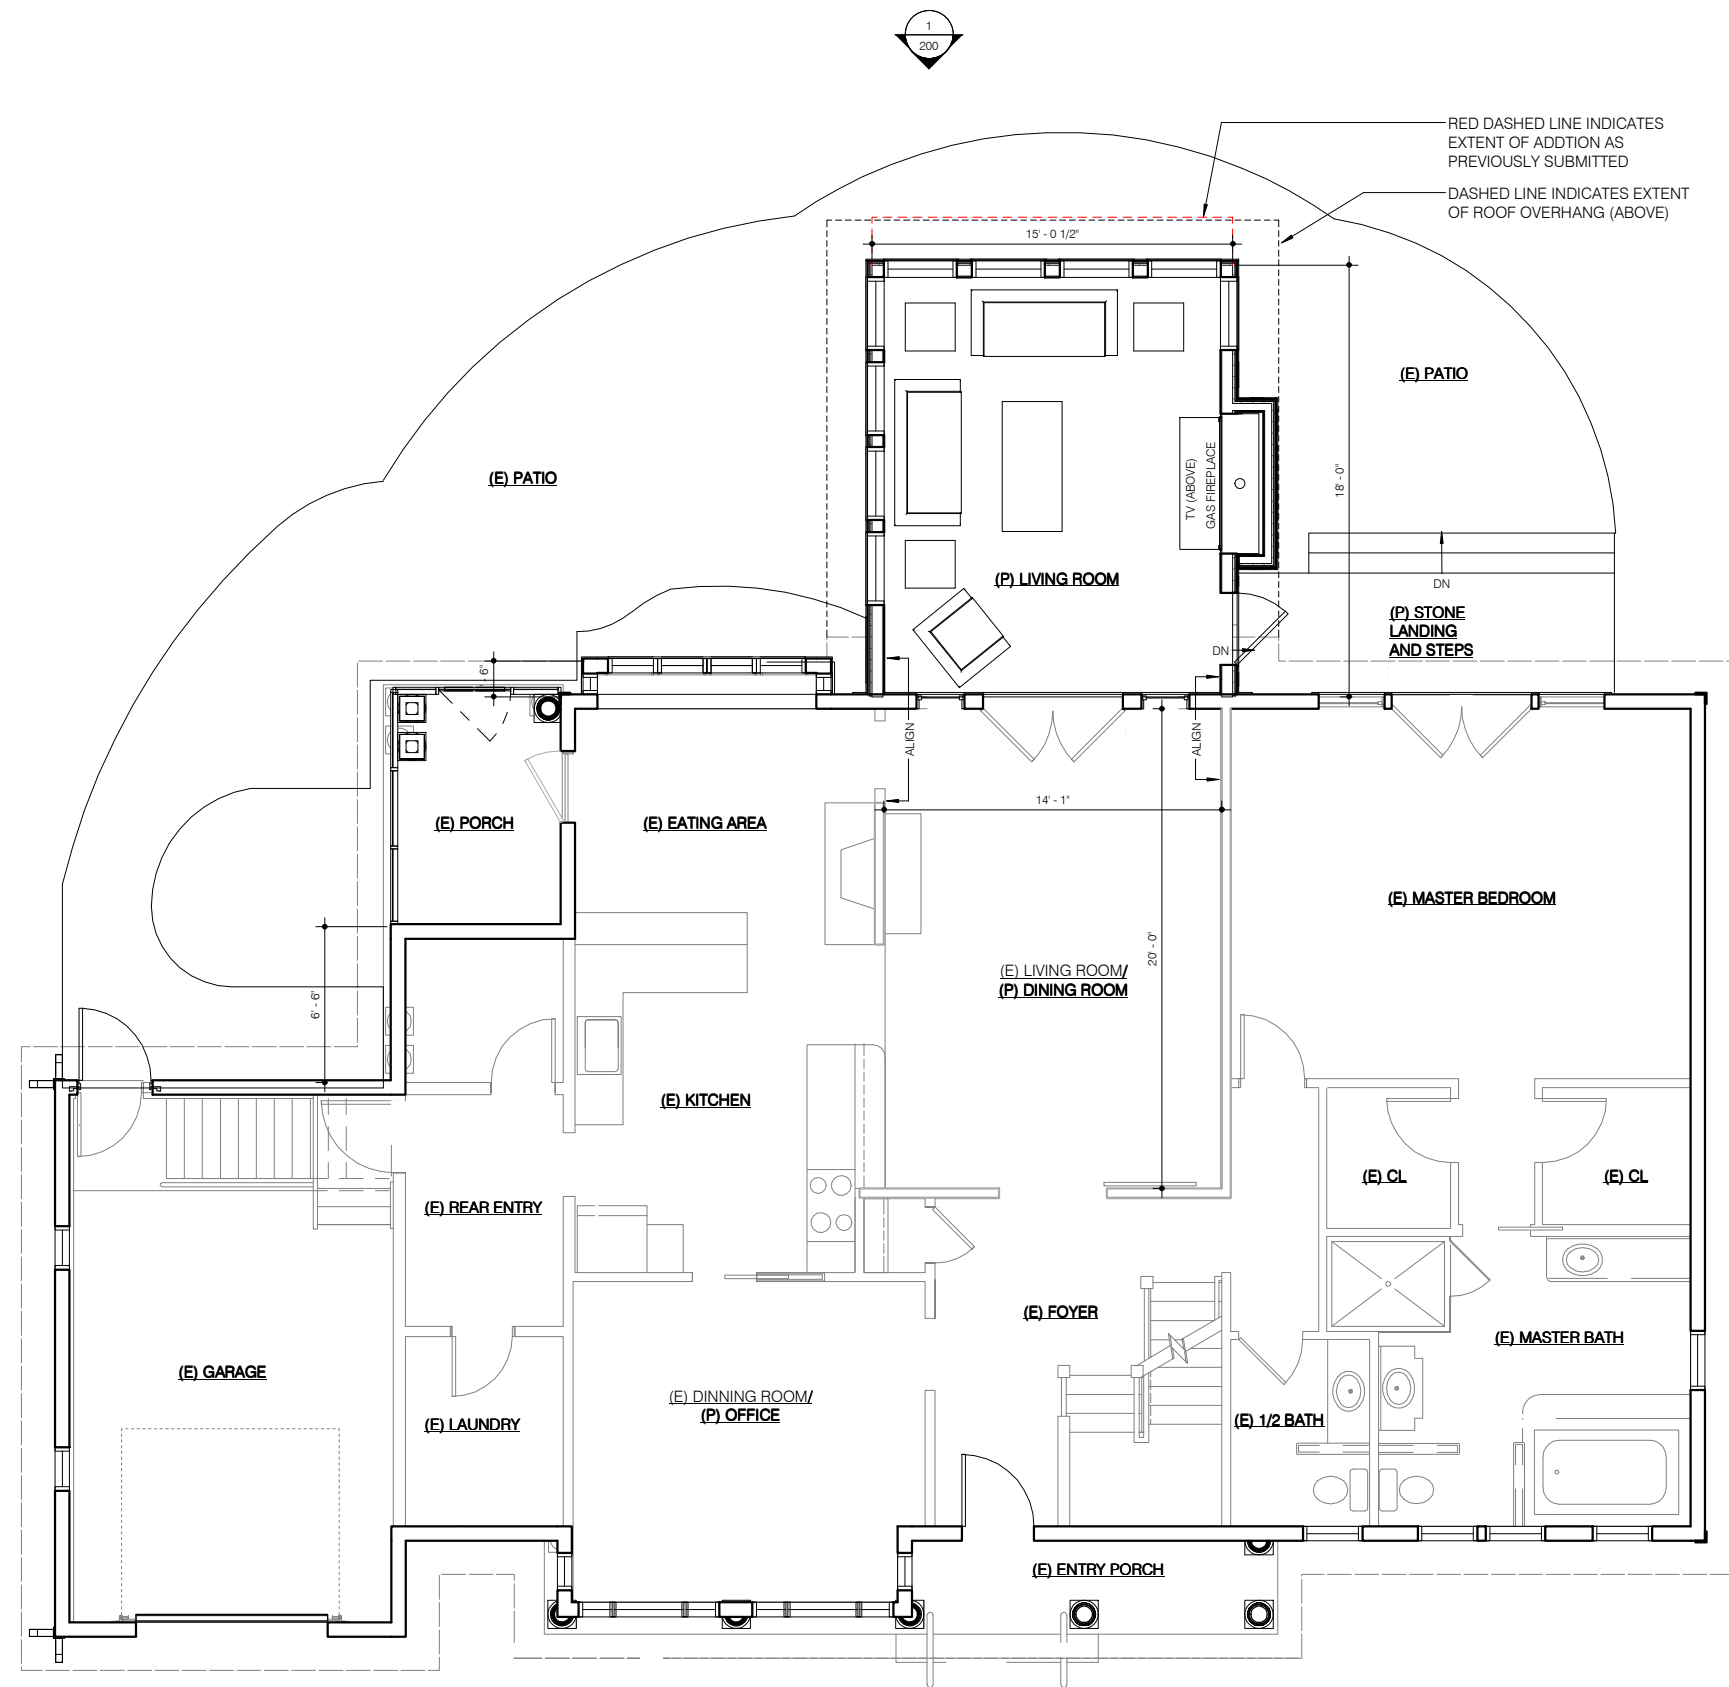 1
200
RED DASHED LINE INDICATES
EXTENT OF ADDTION AS
PREVIOUSLY SUBMITTED
DASHED LINE INDICATES EXTENT
OF ROOF OVERHANG (ABOVE)
15' - 0 1/2"
(E) PATIO
(E) PATIO
18' - 0"
TV (ABOVE)
GAS FIREPLACE
(P) LIVING ROOM
DN
(P) STONE
LANDING
AND STEPS
DN
ALIGN
ALIGN
14' - 1"
(E) PORCH
(E) EATING AREA
(E) MASTER BEDROOM
20' - 0"
(E) LIVING ROOM/
(P) DINING ROOM
6' - 6"
(E) KITCHEN
(E) CL
(E) CL
(E) REAR ENTRY
(E) FOYER
(E) MASTER BATH
(E) GARAGE
(E) DINNING ROOM/
(P) OFFICE
(E) LAUNDRY
(E) 1/2 BATH
(E) ENTRY PORCH